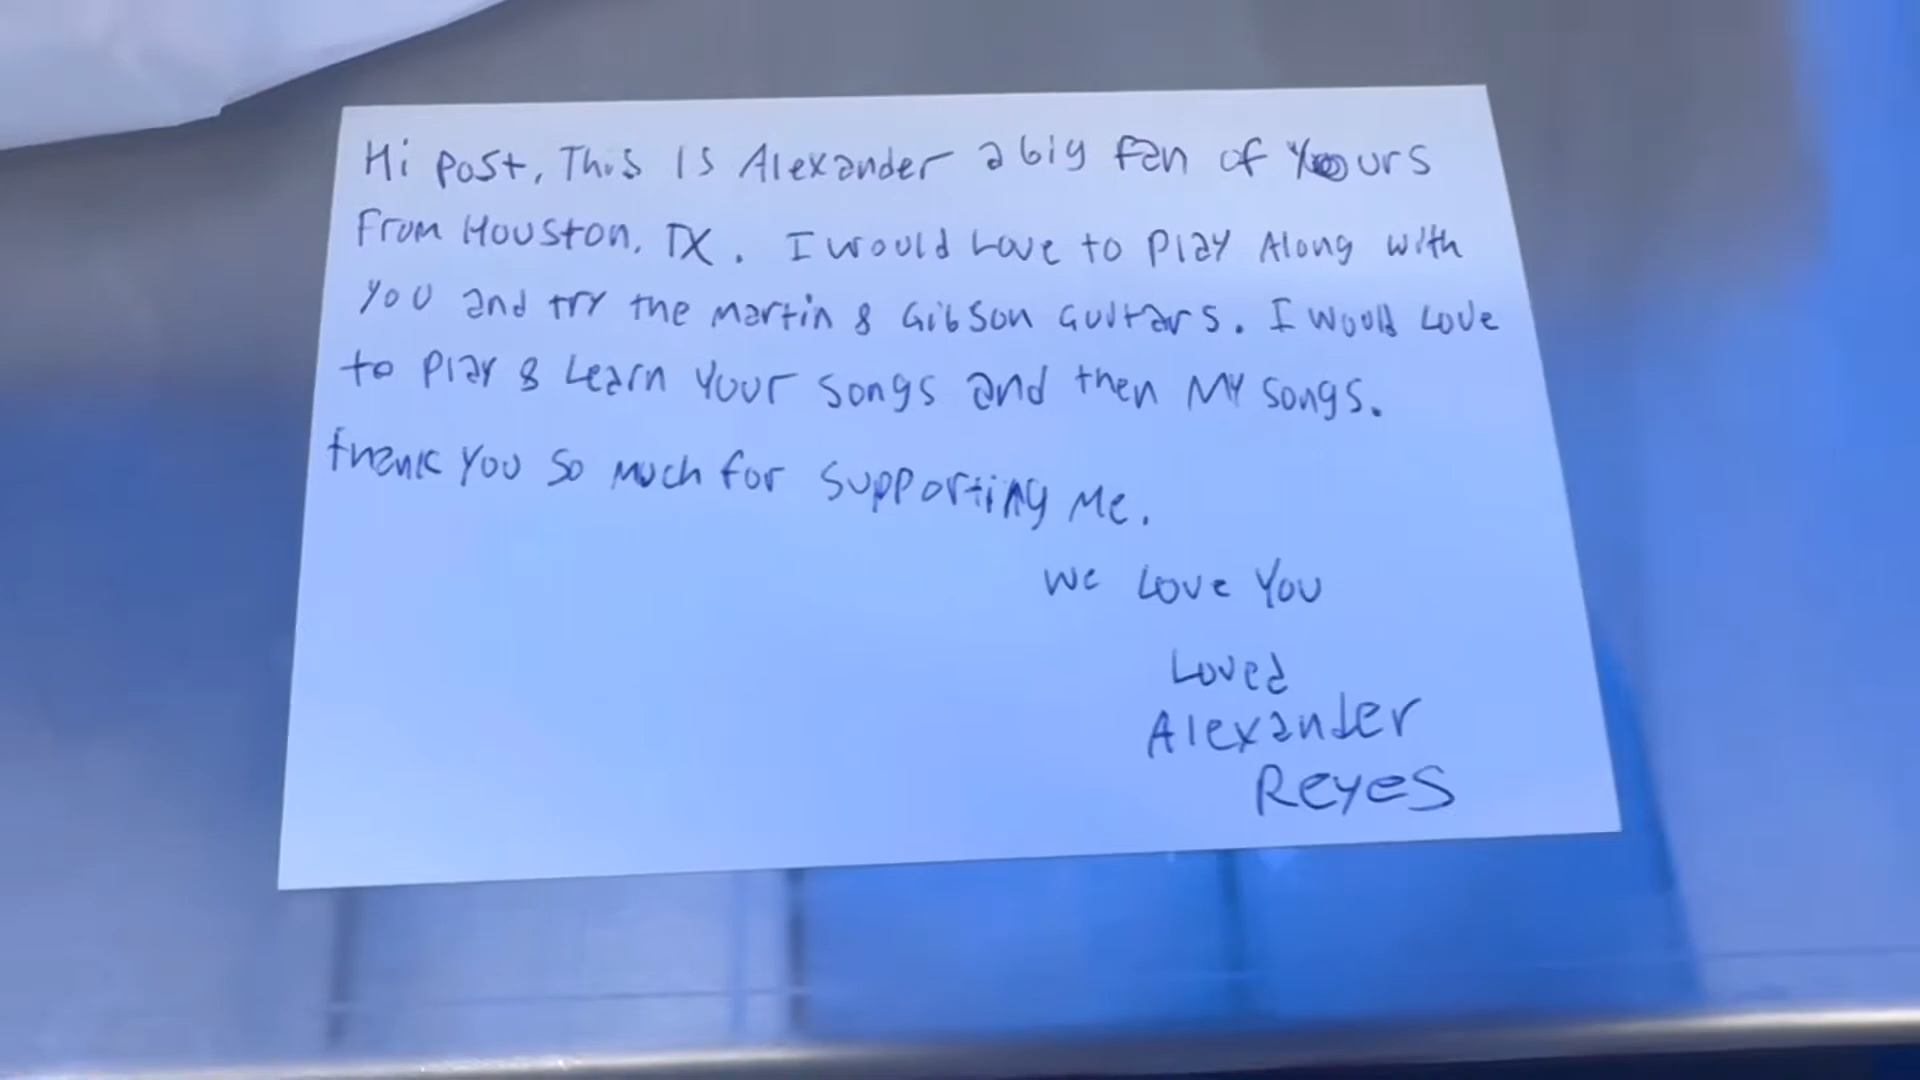 Hi Post, This is Alexander a big fan of Yours
From Houston, TX. I would Love to Play Along with
you and try the Martin & Gibson Guitars. I would Love
to Play & Learn Your Songs and then My Songs.
thank You So Much for Supporting Me.
We Love You
Loved
Alexander
Reyes